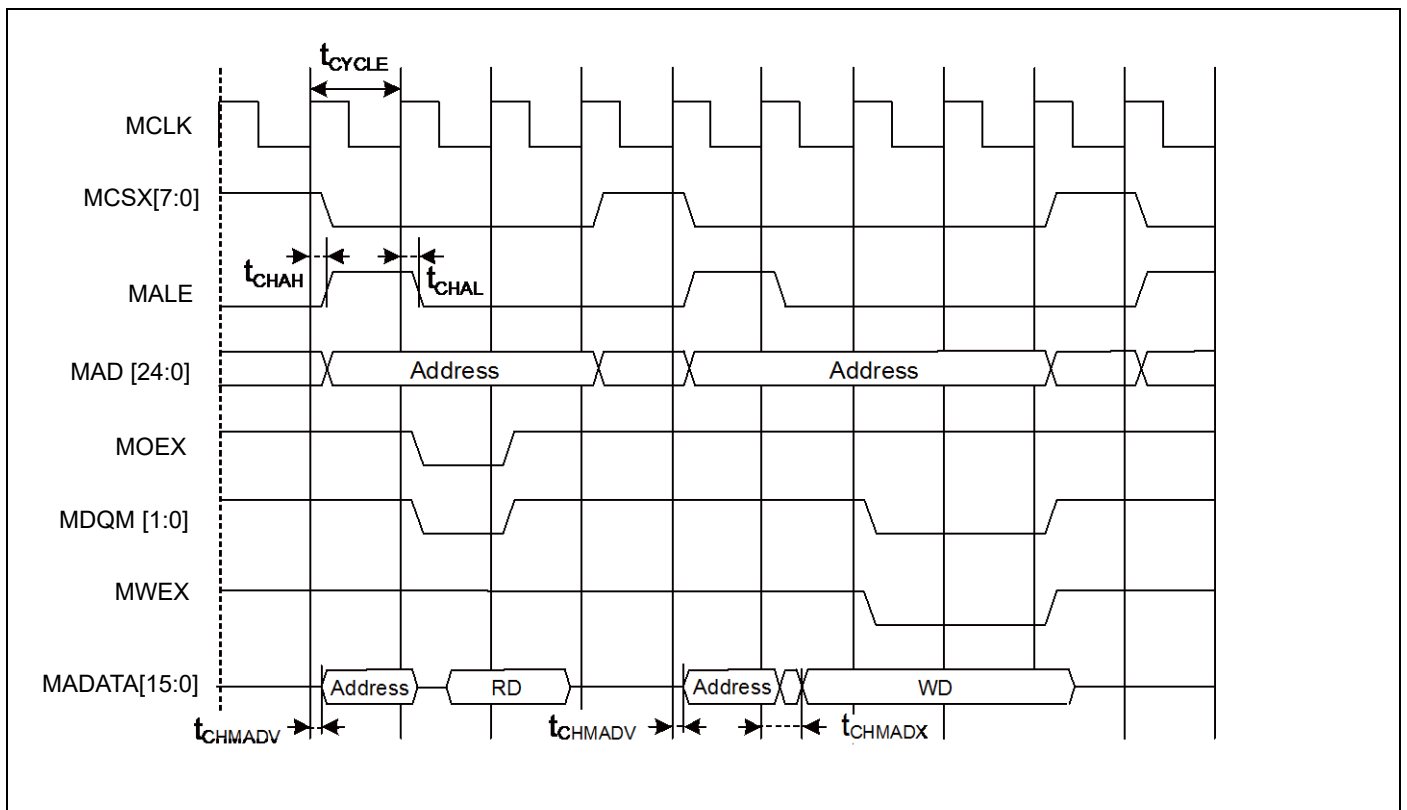 tCYCLE
MCLK
MCSX[7:0]
tCHAH
tCHAL
MALE
MAD [24:0]
Address
Address
MOEX
MDQM [1:0]
MWEX
MADATA[15:0]
Address
RD
Address
WD
tCHMADV
tCHMADV
tCHMADX